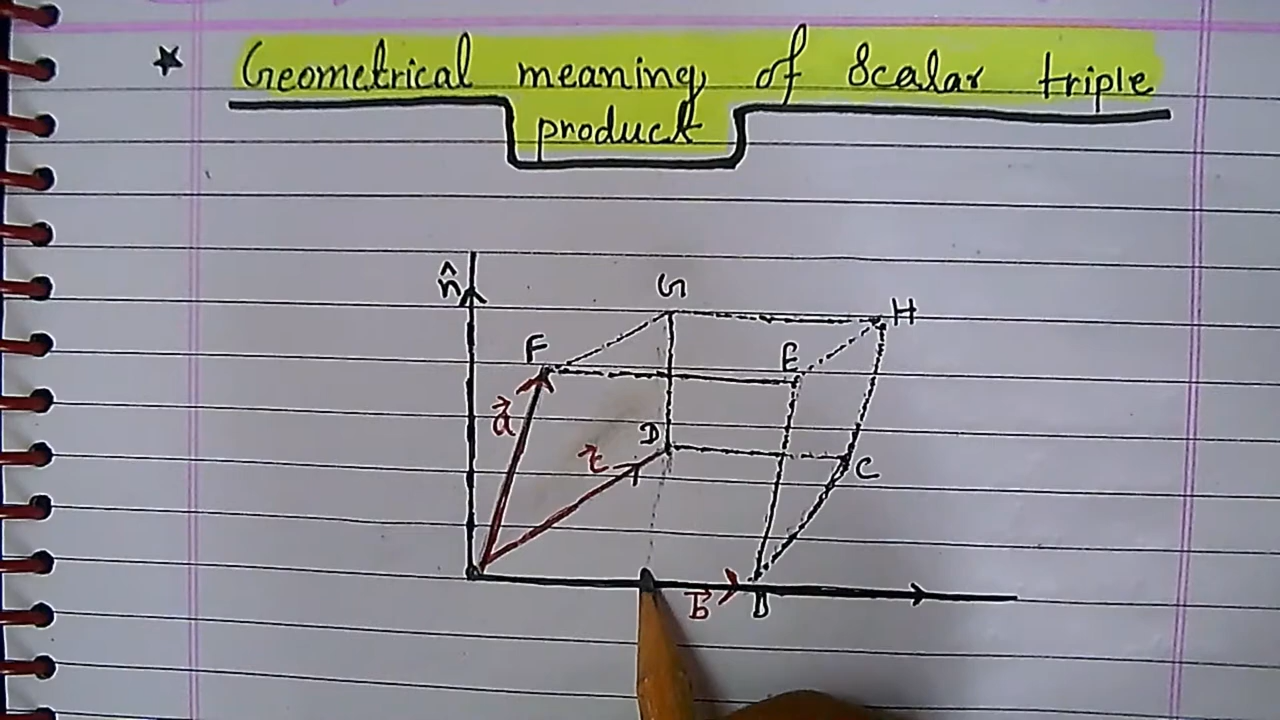 ★ Geometrical meaning of Scalar triple
product
n̂
G
H
F
E
a⃗
D
c⃗
C
b⃗
B